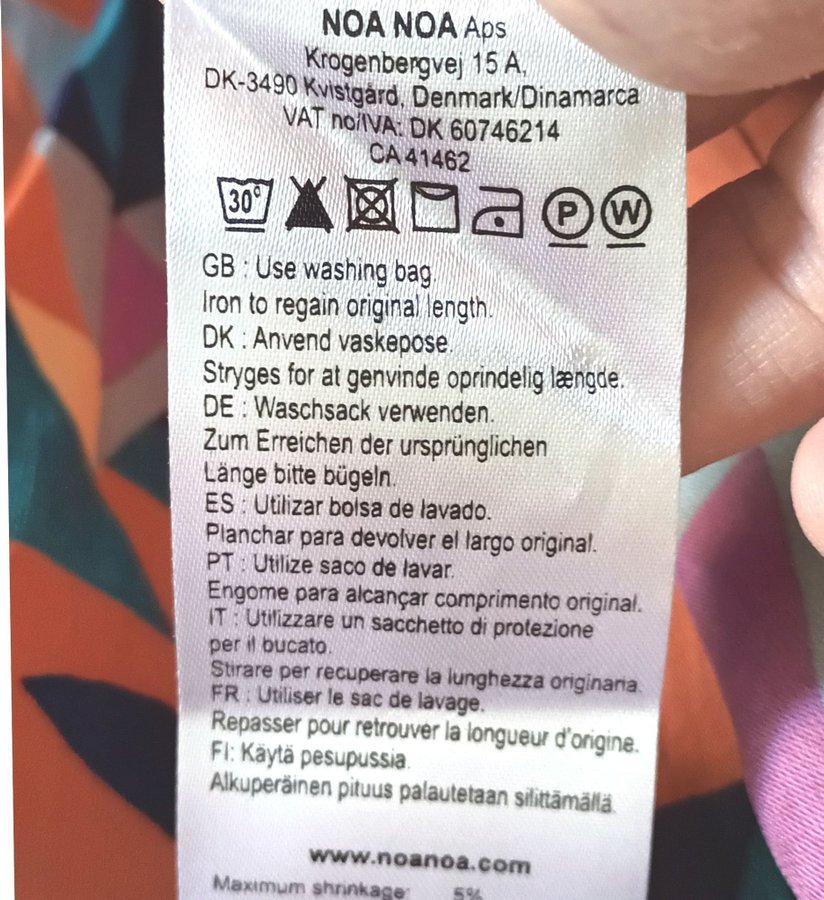 NOA NOA Aps
Krogenbergvej 15 A,
DK-3490 Kvistgård, Denmark/Dinamarca
VAT no/IVA: DK 60746214
CA 41462
30° P W
GB : Use washing bag.
Iron to regain original length.
DK : Anvend vaskepose.
Stryges for at genvinde oprindelig længde.
DE : Waschsack verwenden.
Zum Erreichen der ursprünglichen
Länge bitte bügeln.
ES : Utilizar bolsa de lavado.
Planchar para devolver el largo original.
PT : Utilize saco de lavar.
Engome para alcançar comprimento original.
IT : Utilizzare un sacchetto di protezione
per il bucato.
Stirare per recuperare la lunghezza originaria.
FR : Utiliser le sac de lavage.
Repasser pour retrouver la longueur d'origine.
FI: Käytä pesupussia.
Alkuperäinen pituus palautetaan silittämällä.
www.noanoa.com
Maximum shrinkage: 5%